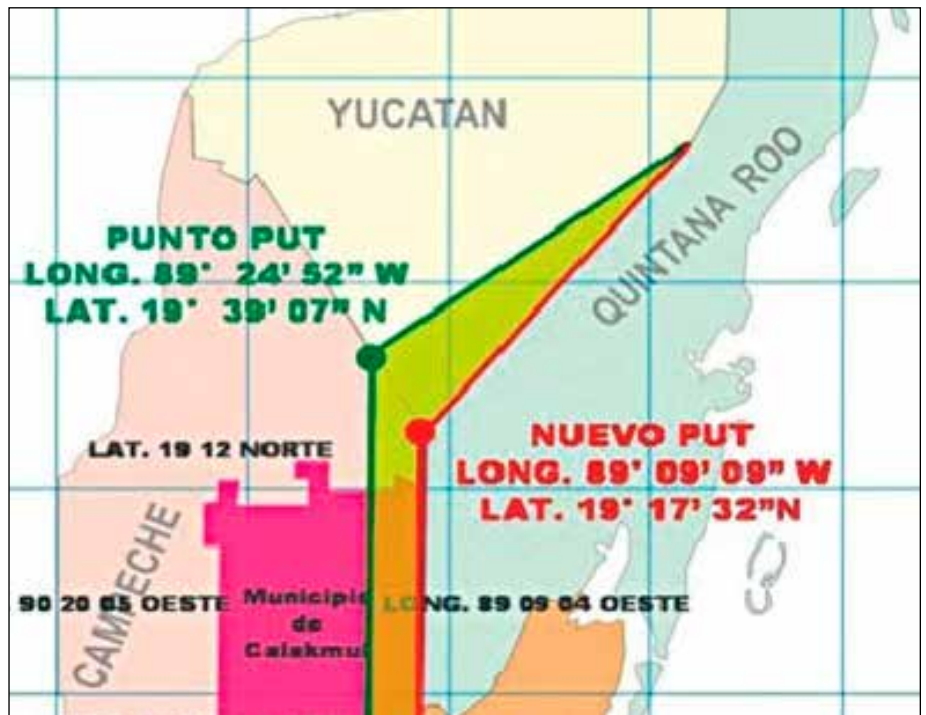 YUCATAN
QUINTANA ROO
PUNTO PUT
LONG. 89° 24' 52" W
LAT. 19° 39' 07" N
LAT. 19 12 NORTE
NUEVO PUT
LONG. 89° 09' 09" W
LAT. 19° 17' 32"N
CAMPECHE
90 20 05 OESTE
Municipio
de
Calakmul
LONG. 89 09 04 OESTE